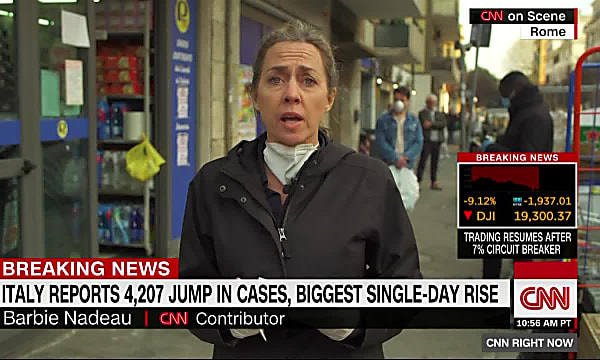 CNN on Scene
Rome
BREAKING NEWS
-9.12% -1,937.01
DJI 19,300.37
TRADING RESUMES AFTER
7% CIRCUIT BREAKER
BREAKING NEWS
ITALY REPORTS 4,207 JUMP IN CASES, BIGGEST SINGLE-DAY RISE
Barbie Nadeau CNN Contributor
CNN
10:56 AM PT
CNN RIGHT NOW